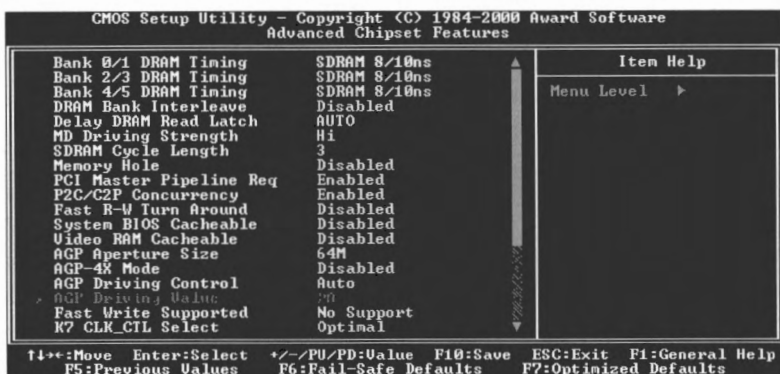 CMOS Setup Utility – Copyright (C) 1984-2000 Award Software
Advanced Chipset Features
Bank 0/1 DRAM Timing SDRAM 8/10ns
Bank 2/3 DRAM Timing SDRAM 8/10ns
Bank 4/5 DRAM Timing SDRAM 8/10ns
DRAM Bank Interleave Disabled
Delay DRAM Read Latch AUTO
MD Driving Strength Hi
SDRAM Cycle Length 3
Memory Hole Disabled
PCI Master Pipeline Req Enabled
P2C/C2P Concurrency Enabled
Fast R-W Turn Around Disabled
System BIOS Cacheable Disabled
Video RAM Cacheable Disabled
AGP Aperture Size 64M
AGP-4X Mode Disabled
AGP Driving Control Auto
AGP Driving Value
Fast Write Supported No Support
K7 CLK_CTL Select Optimal
Item Help
Menu Level ▶
↑↓→←:Move Enter:Select +/-/PU/PD:Value F10:Save ESC:Exit F1:General Help
F5:Previous Values F6:Fail-Safe Defaults F7:Optimized Defaults